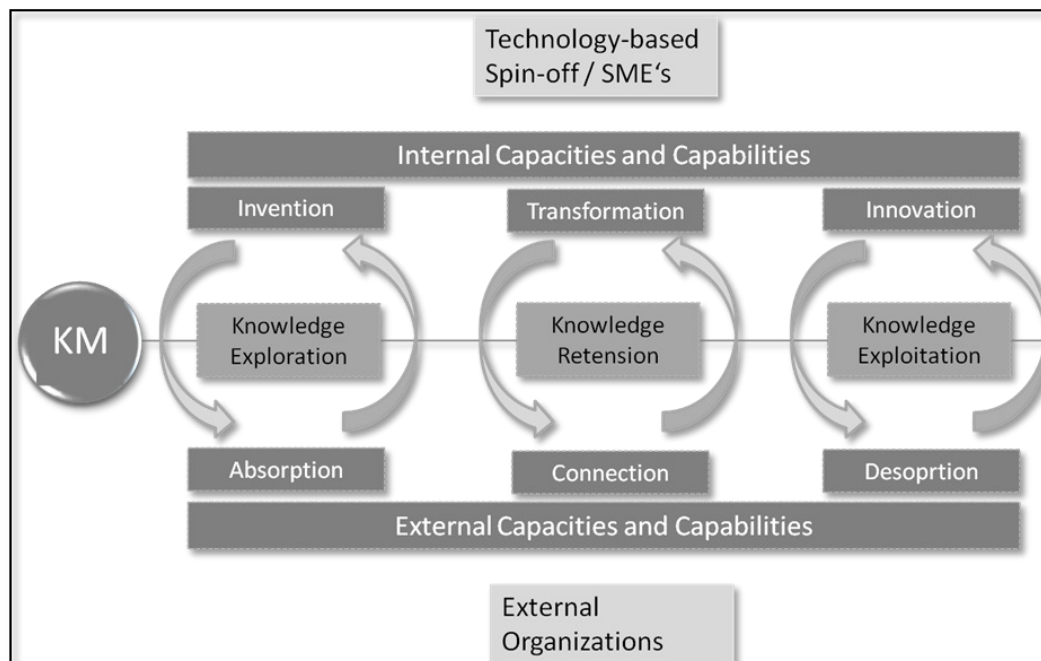 Technology-based
Spin-off / SME‘s
Internal Capacities and Capabilities
Invention
Transformation
Innovation
KM
Knowledge
Exploration
Knowledge
Retension
Knowledge
Exploitation
Absorption
Connection
Desoprtion
External Capacities and Capabilities
External
Organizations